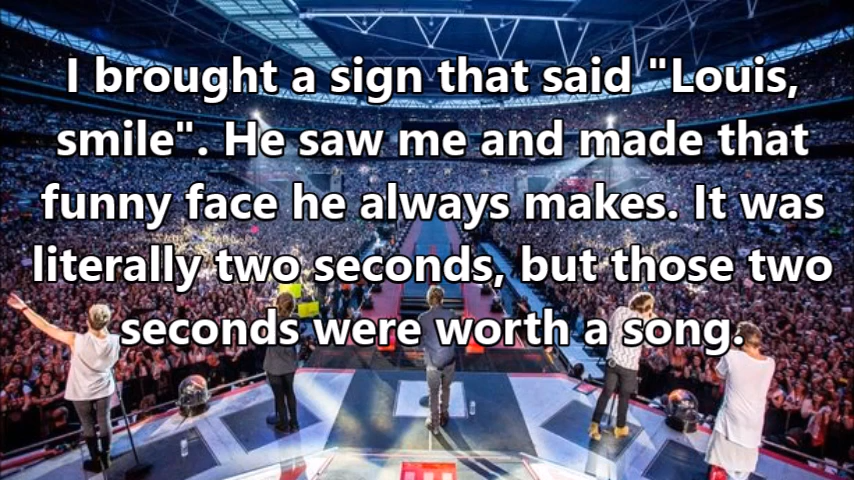 I brought a sign that said "Louis,
smile". He saw me and made that
funny face he always makes. It was
literally two seconds, but those two
seconds were worth a song.